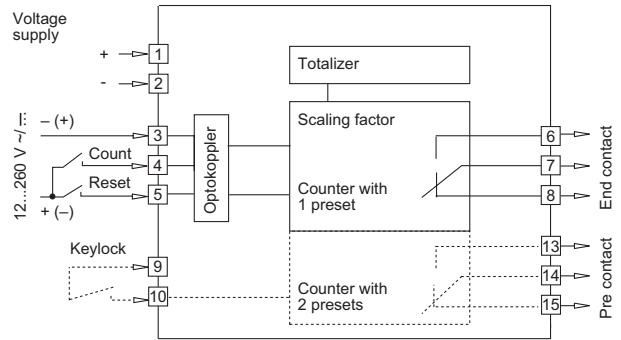 Voltage
supply
+
1
-
2
Totalizer
12...260 V ~/⎓
– (+)
3
Count
4
Reset
5
+ (–)
Optokoppler
Scaling factor
Counter with
1 preset
6
7
8
End contact
Keylock
9
10
Counter with
2 presets
13
14
15
Pre contact